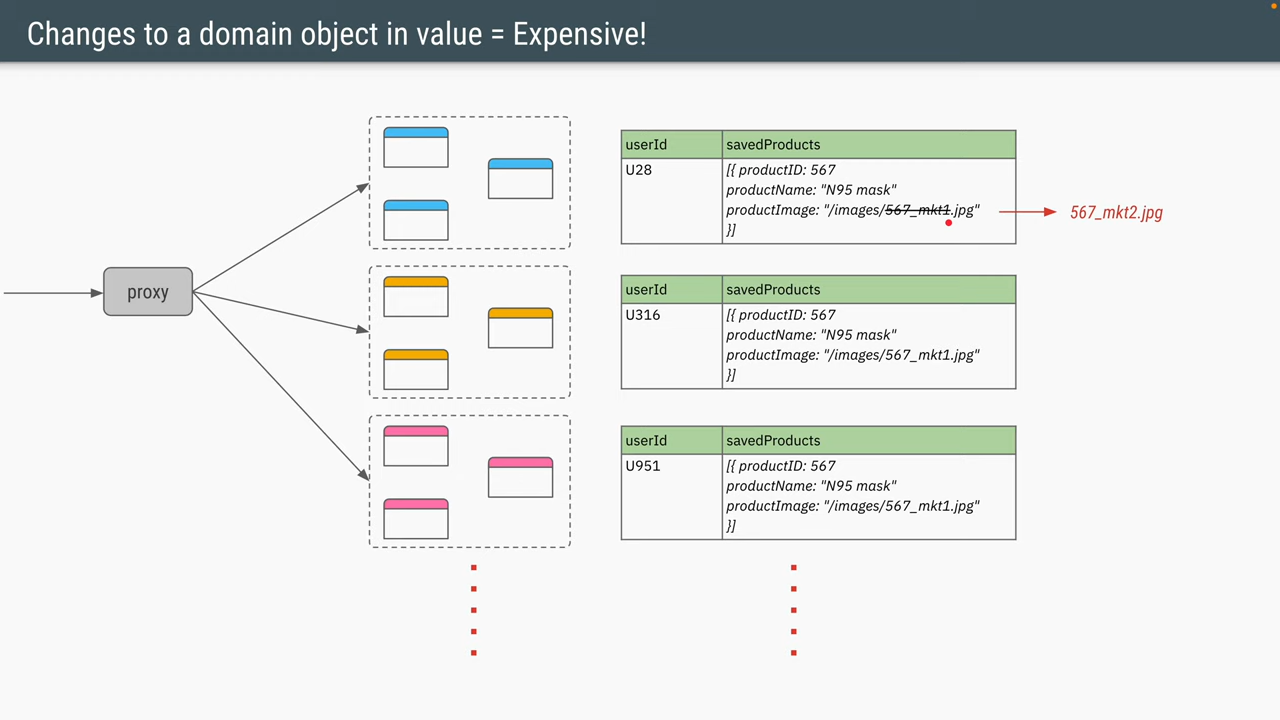 Changes to a domain object in value = Expensive!
proxy
userId savedProducts
U28 [{ productID: 567
productName: "N95 mask"
productImage: "/images/567_mkt1.jpg"
}]
567_mkt2.jpg
userId savedProducts
U316 [{ productID: 567
productName: "N95 mask"
productImage: "/images/567_mkt1.jpg"
}]
userId savedProducts
U951 [{ productID: 567
productName: "N95 mask"
productImage: "/images/567_mkt1.jpg"
}]